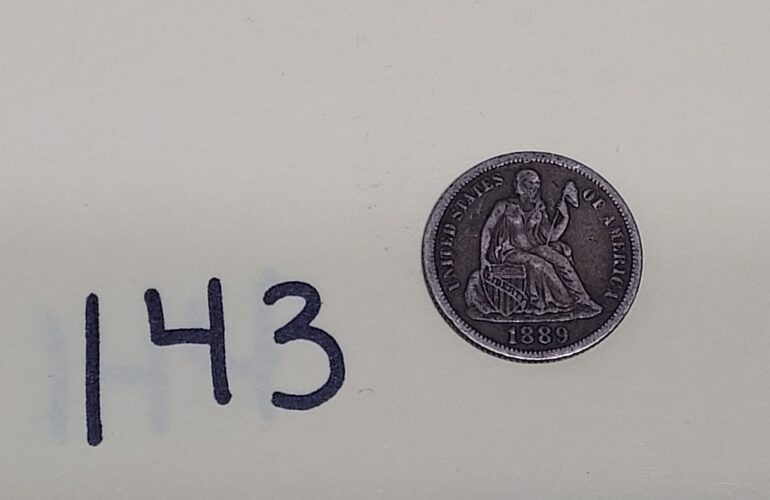 143
UNITED STATES OF AMERICA
1889